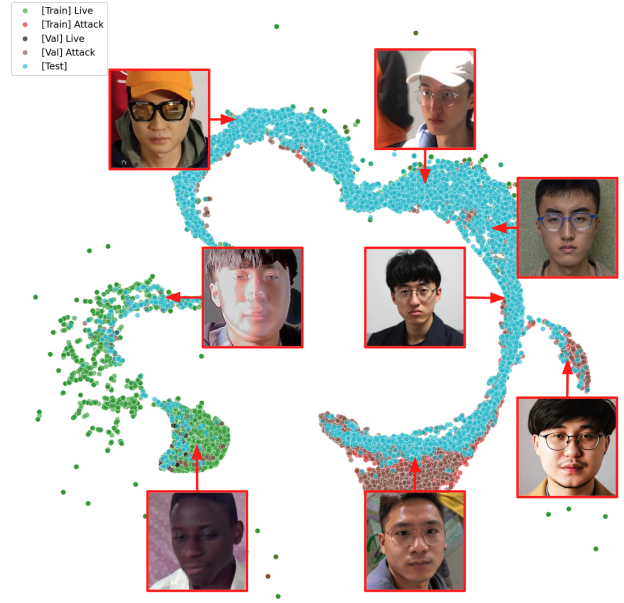 [Train] Live
[Train] Attack
[Val] Live
[Val] Attack
[Test]